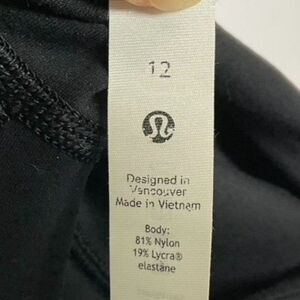 12
Designed in
Vancouver
Made in Vietnam
Body:
81% Nylon
19% Lycra®
elastane